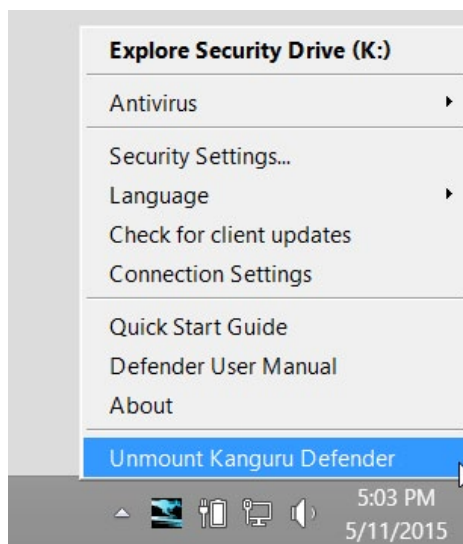 Explore Security Drive (K:)
Antivirus
Security Settings...
Language
Check for client updates
Connection Settings
Quick Start Guide
Defender User Manual
About
Unmount Kanguru Defender
5:03 PM
5/11/2015